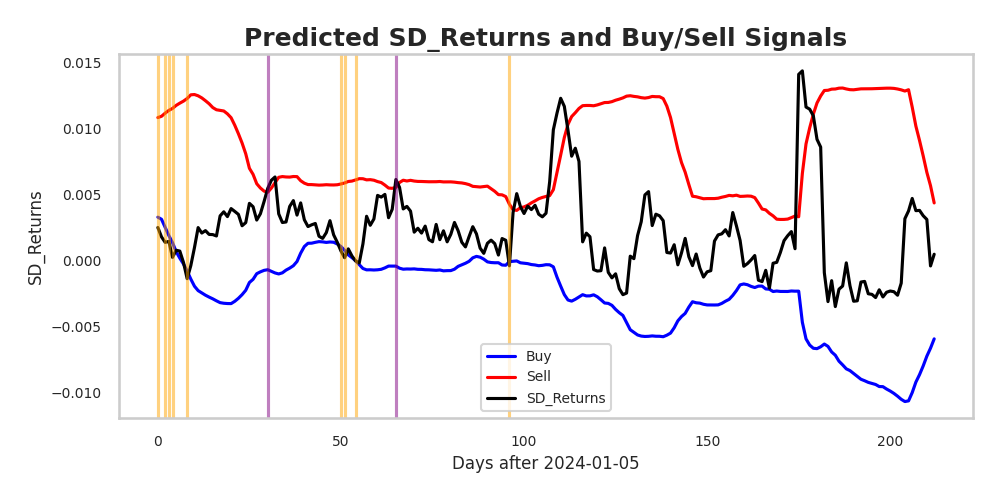 Predicted SD_Returns and Buy/Sell Signals
SD_Returns
0.015
0.010
0.005
0.000
−0.005
−0.010
Buy
Sell
SD_Returns
0 50 100 150 200
Days after 2024-01-05